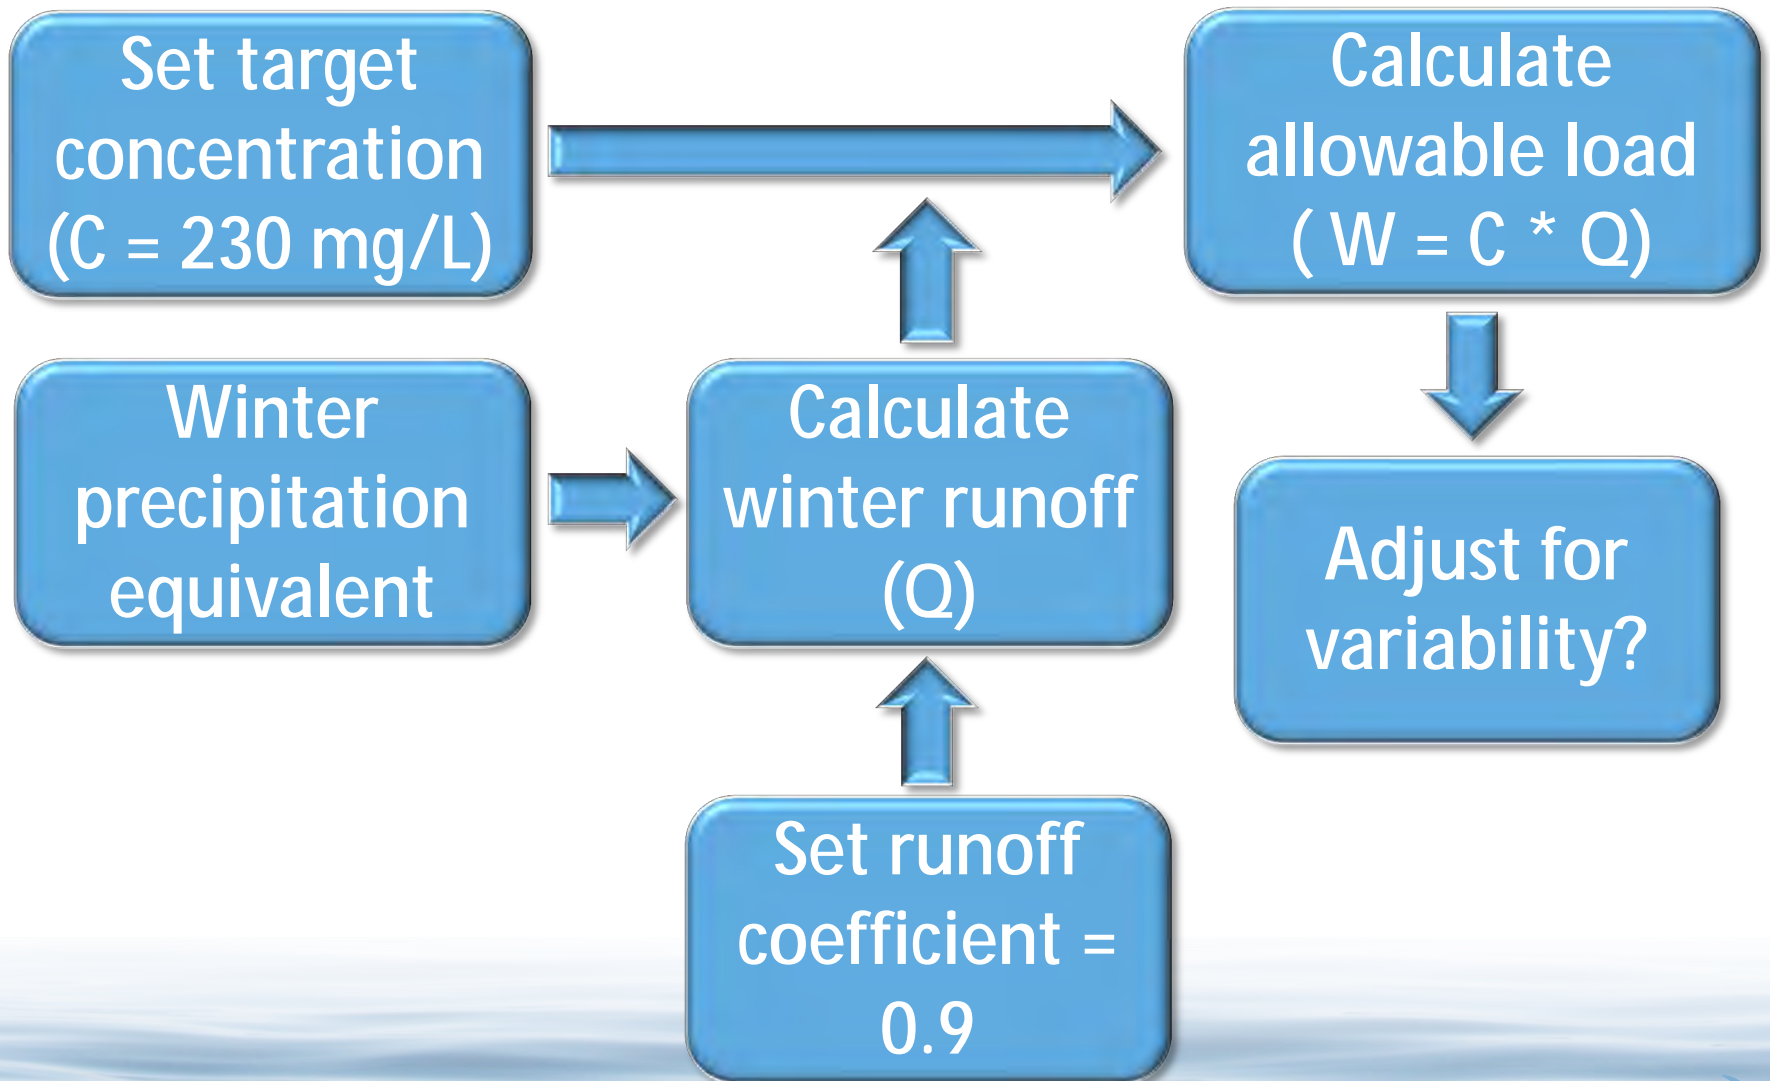 Set target
concentration
(C = 230 mg/L)
Calculate
allowable load
( W = C * Q)
Winter
precipitation
equivalent
Calculate
winter runoff
(Q)
Adjust for
variability?
Set runoff
coefficient =
0.9